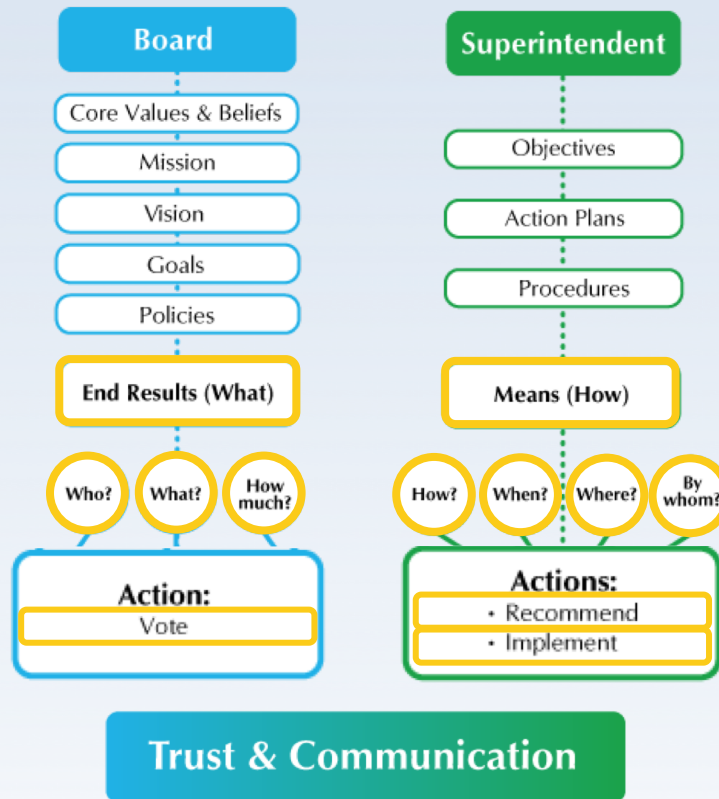 Board
Core Values & Beliefs
Mission
Vision
Goals
Policies
End Results (What)
Who?
What?
How
much?
Action:
Vote
Superintendent
Objectives
Action Plans
Procedures
Means (How)
How?
When?
Where?
By
whom?
Actions:
• Recommend
• Implement
Trust & Communication